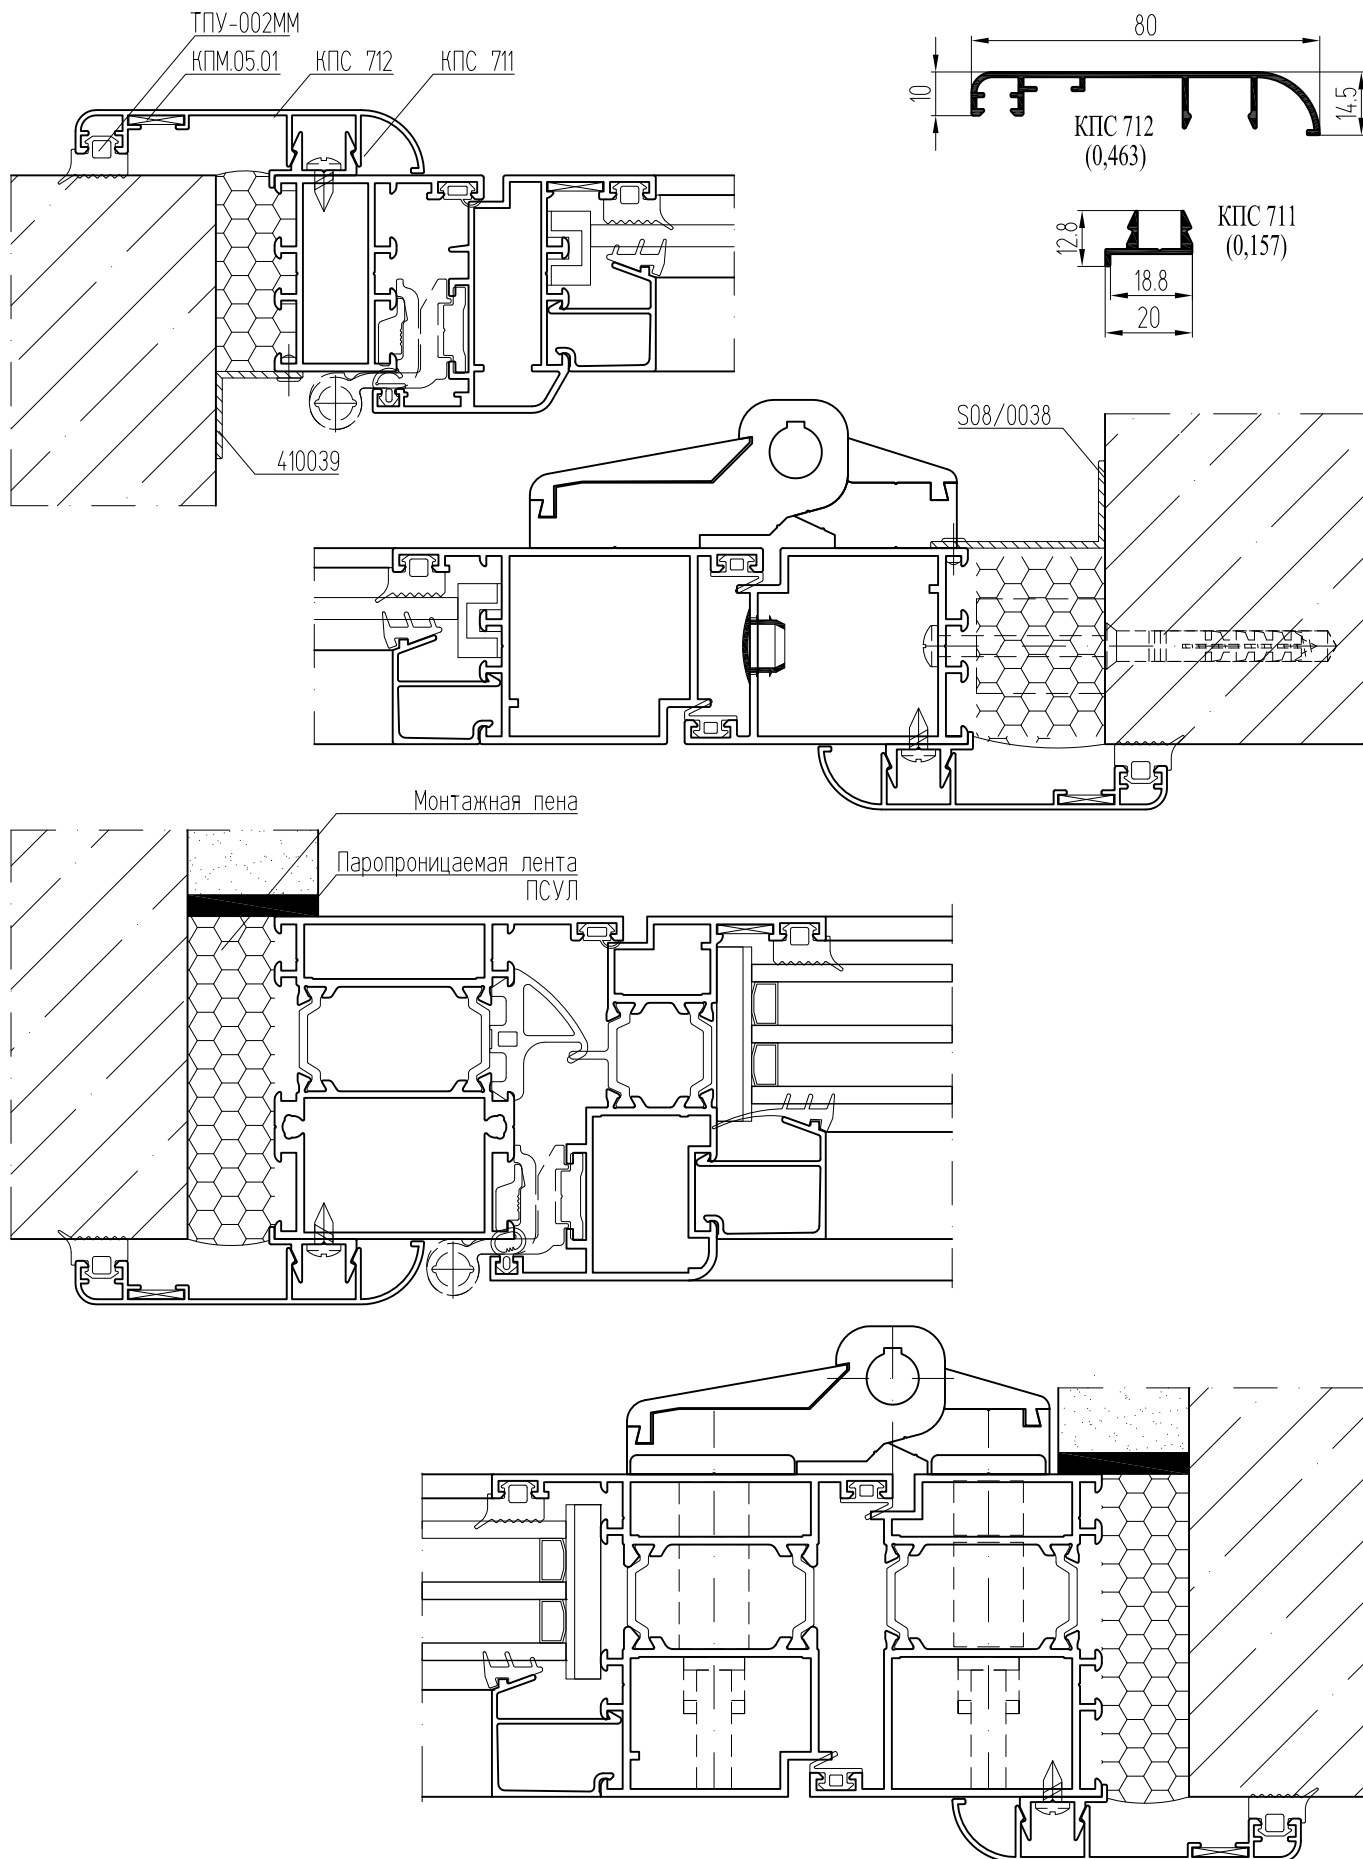 ТПУ-002ММ
КПМ.05.01
КПС 712
КПС 711
80
10
14.5
КПС 712
(0,463)
12.8
КПС 711
(0,157)
18.8
20
410039
S08/0038
Монтажная пена
Паропроницаемая лента
ПСУЛ